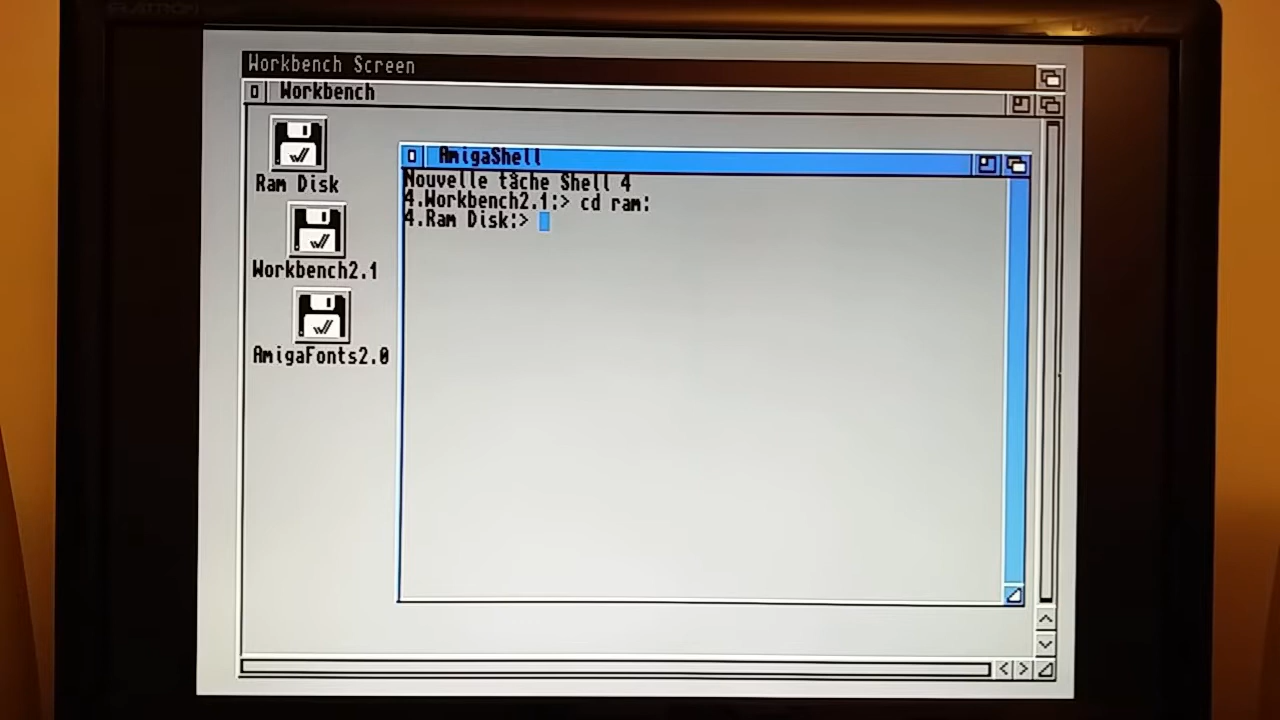 Workbench Screen
Workbench
Ram Disk
Workbench2.1
AmigaFonts2.0
AmigaShell
Nouvelle tâche Shell 4
4.Workbench2.1:> cd ram:
4.Ram Disk:>